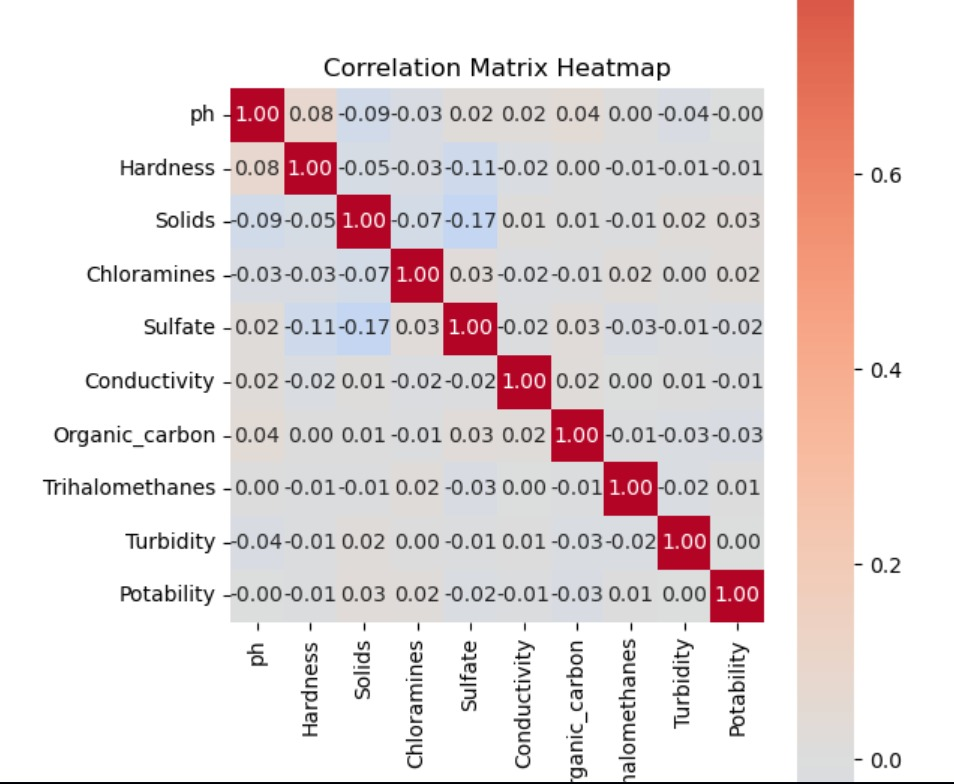 Correlation Matrix Heatmap
ph 1.00 0.08 -0.09 -0.03 0.02 0.02 0.04 0.00 -0.04 -0.00
Hardness 0.08 1.00 -0.05 -0.03 -0.11 -0.02 0.00 -0.01 -0.01 -0.01
Solids -0.09 -0.05 1.00 -0.07 -0.17 0.01 0.01 -0.01 0.02 0.03
Chloramines -0.03 -0.03 -0.07 1.00 0.03 -0.02 -0.01 0.02 0.00 0.02
Sulfate 0.02 -0.11 -0.17 0.03 1.00 -0.02 0.03 -0.03 -0.01 -0.02
Conductivity 0.02 -0.02 0.01 -0.02 -0.02 1.00 0.02 0.00 0.01 -0.01
Organic_carbon 0.04 0.00 0.01 -0.01 0.03 0.02 1.00 -0.01 -0.03 -0.03
Trihalomethanes 0.00 -0.01 -0.01 0.02 -0.03 0.00 -0.01 1.00 -0.02 0.01
Turbidity -0.04 -0.01 0.02 0.00 -0.01 0.01 -0.03 -0.02 1.00 0.00
Potability -0.00 -0.01 0.03 0.02 -0.02 -0.01 -0.03 0.01 0.00 1.00
ph
Hardness
Solids
Chloramines
Sulfate
Conductivity
rganic_carbon
halomethanes
Turbidity
Potability
0.6
0.4
0.2
0.0